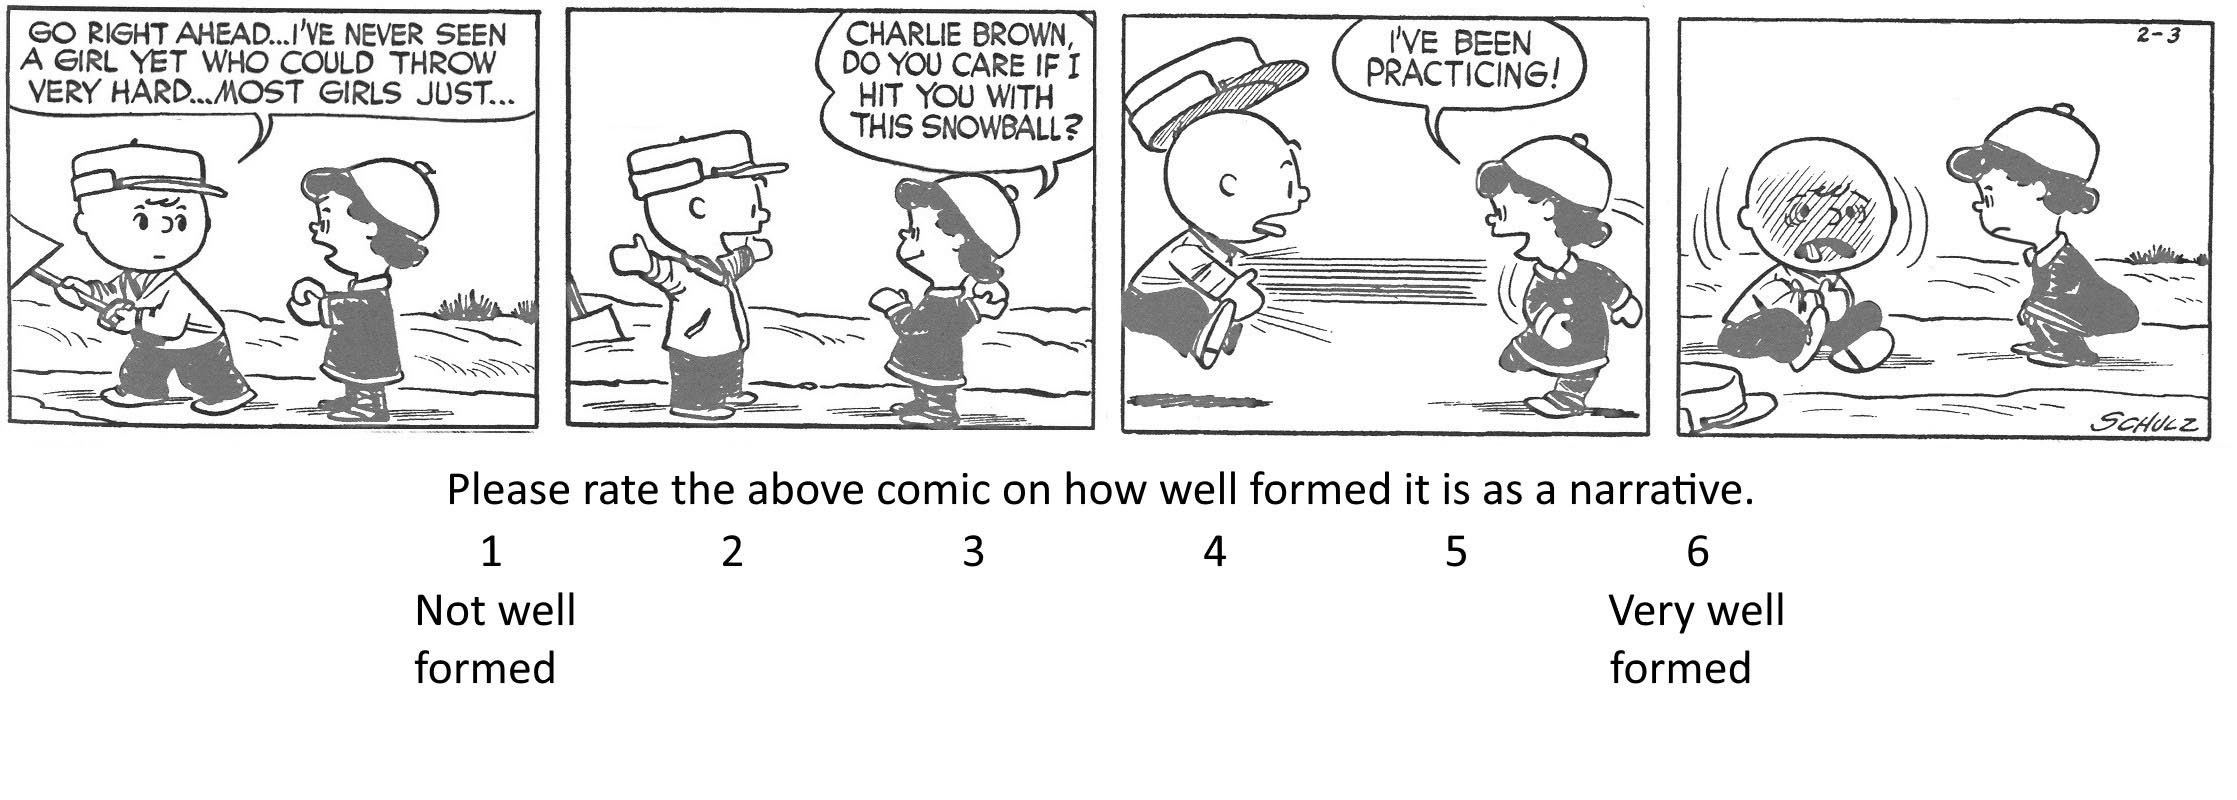 GO RIGHT AHEAD...I'VE NEVER SEEN
A GIRL YET WHO COULD THROW
VERY HARD...MOST GIRLS JUST...
CHARLIE BROWN,
DO YOU CARE IF I
HIT YOU WITH
THIS SNOWBALL?
I'VE BEEN
PRACTICING!
2-3
SCHULZ
Please rate the above comic on how well formed it is as a narrative.
1 2 3 4 5 6
Not well
formed
Very well
formed